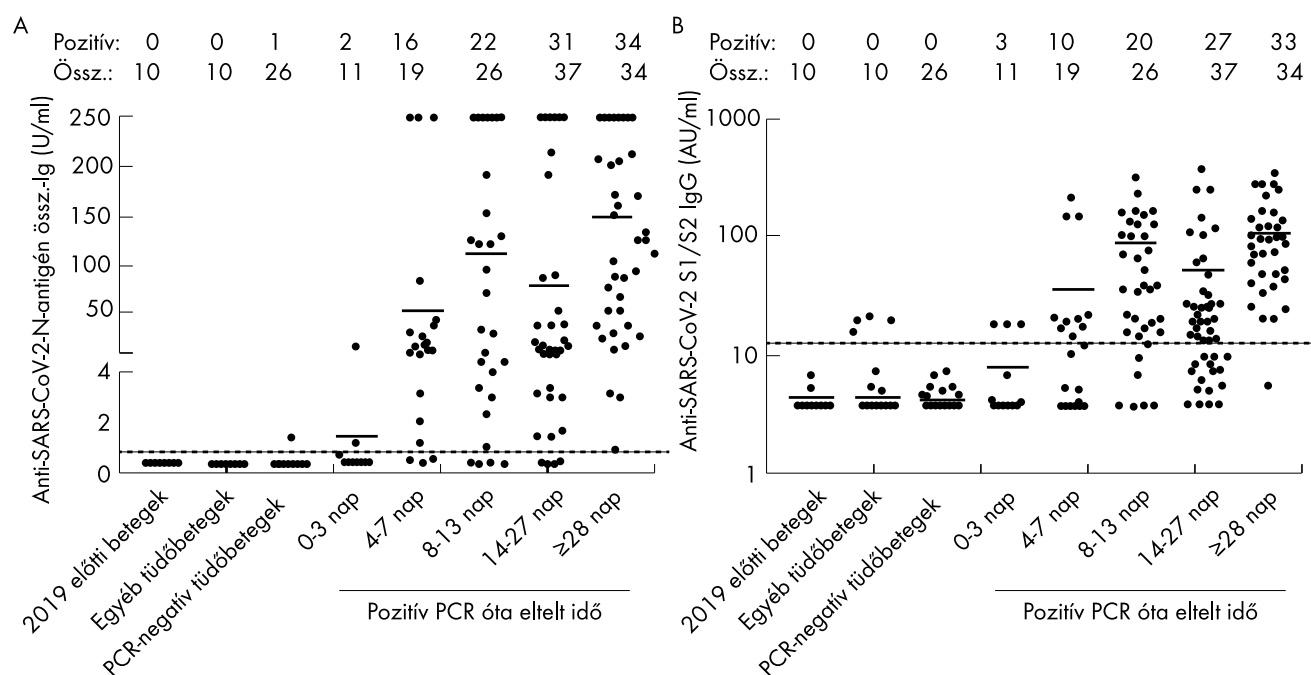 A
Pozitív: 0 0 1 2 16 22 31 34
Össz.: 10 10 26 11 19 26 37 34
Anti-SARS-CoV-2-N-antigén össz.-Ig (U/ml)
250
200
150
100
50
4
2
0
2019 előtti betegek
Egyéb tüdőbetegek
PCR-negatív tüdőbetegek
0-3 nap
4-7 nap
8-13 nap
14-27 nap
≥28 nap
Pozitív PCR óta eltelt idő
B
Pozitív: 0 0 0 3 10 20 27 33
Össz.: 10 10 26 11 19 26 37 34
Anti-SARS-CoV-2 S1/S2 IgG (AU/ml)
1000
100
10
1
2019 előtti betegek
Egyéb tüdőbetegek
PCR-negatív tüdőbetegek
0-3 nap
4-7 nap
8-13 nap
14-27 nap
≥28 nap
Pozitív PCR óta eltelt idő